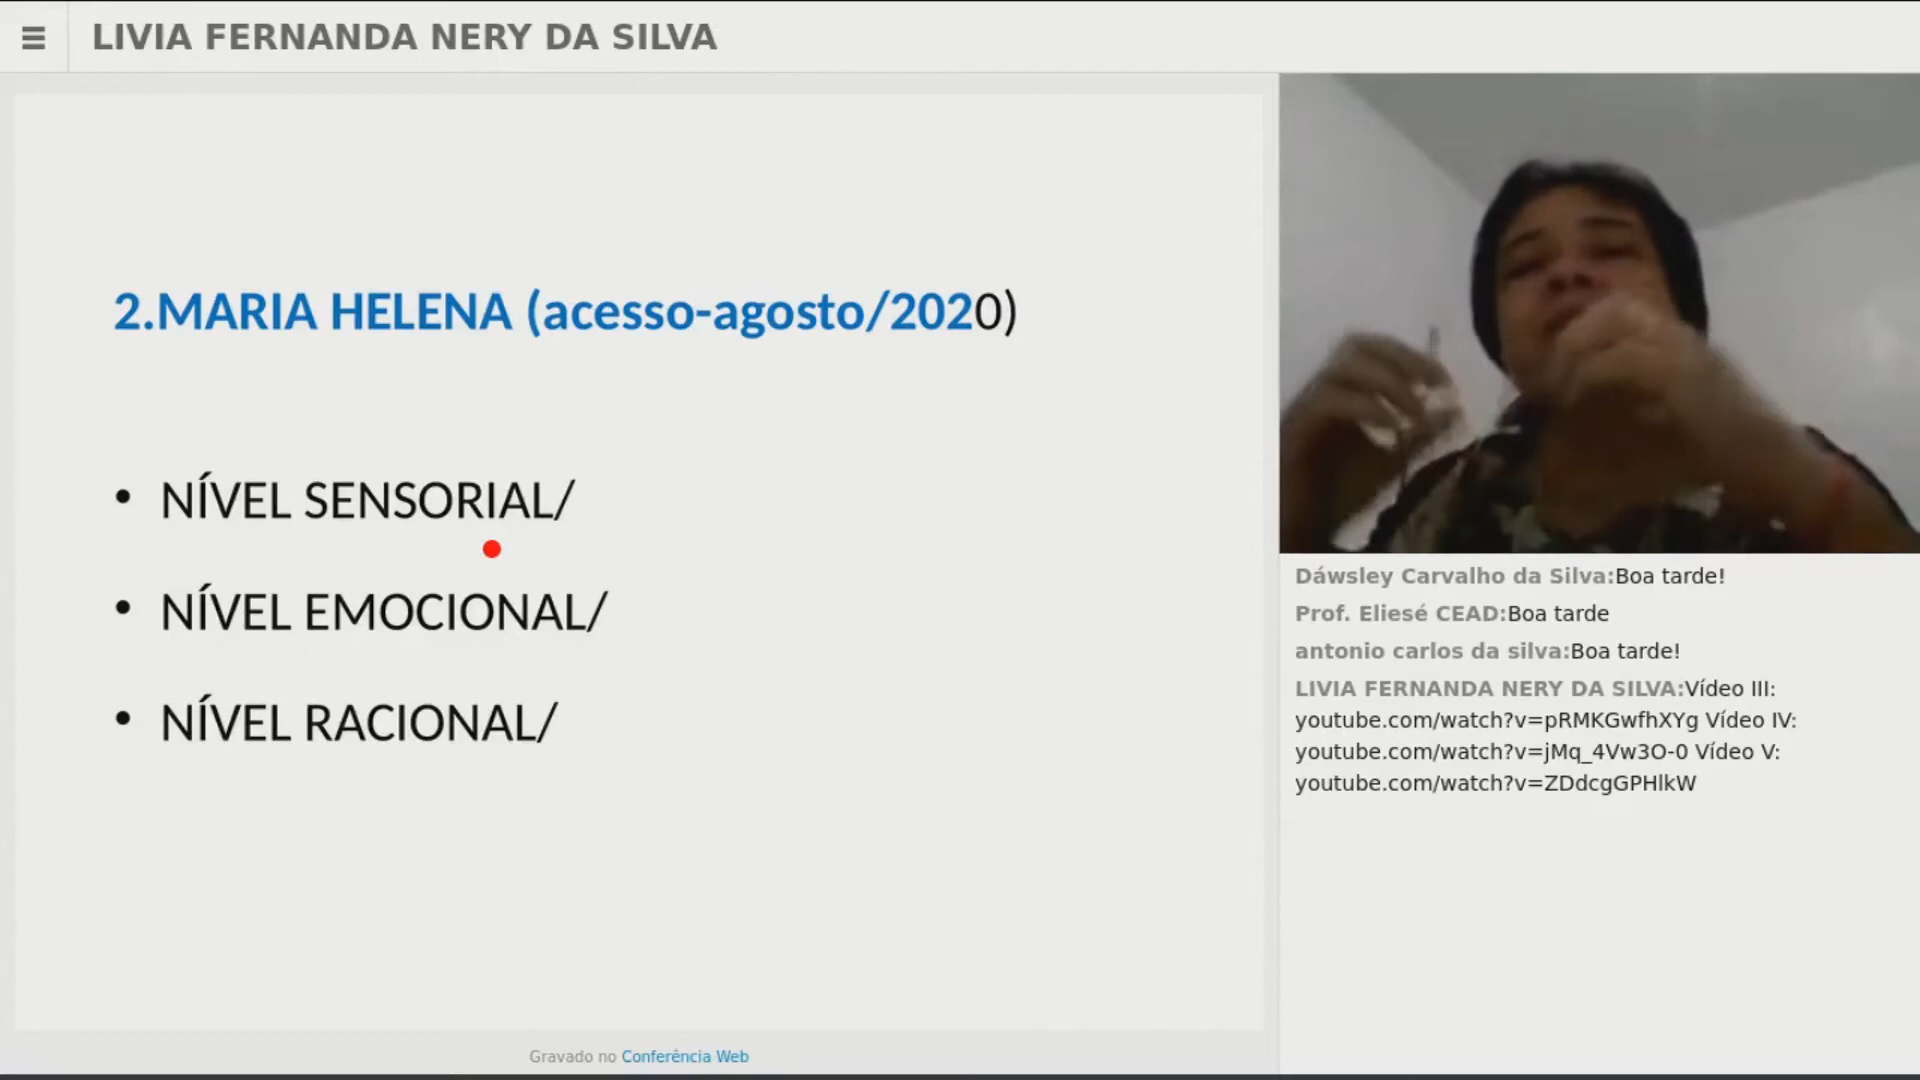 LIVIA FERNANDA NERY DA SILVA
2.MARIA HELENA (acesso-agosto/2020)
• NÍVEL SENSORIAL/
• NÍVEL EMOCIONAL/
• NÍVEL RACIONAL/
Dáwsley Carvalho da Silva:Boa tarde!
Prof. Eliesé CEAD:Boa tarde
antonio carlos da silva:Boa tarde!
LIVIA FERNANDA NERY DA SILVA:Vídeo III:
youtube.com/watch?v=pRMKGwfhXYg Vídeo IV:
youtube.com/watch?v=jMq_4Vw3O-0 Vídeo V:
youtube.com/watch?v=ZDdcgGPHlkW
Gravado no Conferência Web